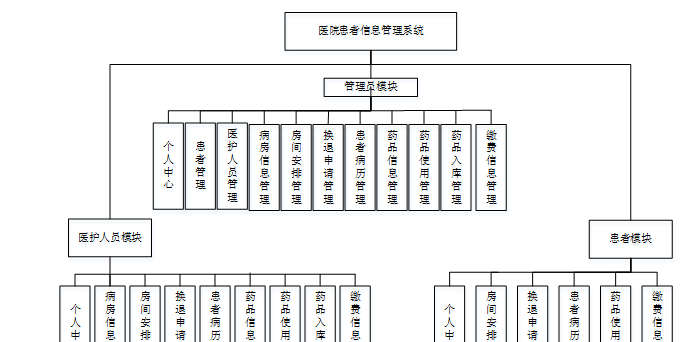 医院患者信息管理系统
管理员模块
个人中心
患者管理
医护人员管理
病房信息管理
房间安排管理
换退申请管理
患者病历管理
药品信息管理
药品使用管理
药品入库管理
缴费信息管理
医护人员模块
患者模块
个人中
病房信息
房间安排
换退申请
患者病历
药品信息
药品使用
药品入库
缴费信息
个人中
房间安排
换退申请
患者病历
药品使用
缴费信息